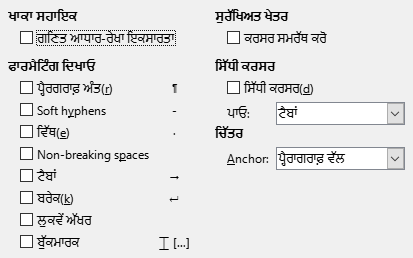 ਖਾਕਾ ਸਹਾਇਕ
ਗਣਿਤ ਆਧਾਰ-ਰੇਖਾ ਇਕਸਾਰਤਾ
ਫਾਰਮੈਟਿੰਗ ਦਿਖਾਓ
ਪ੍ਹੈਰਗਰਾਫ਼ ਅੰਤ(r) ¶
Soft hyphens -
ਵਿੱਥ(e) ·
Non-breaking spaces
ਟੈਬਾਂ →
ਬਰੇਕ(k) ↵
ਲੁਕਵੇਂ ਅੱਖਰ
ਬੁੱਕਮਾਰਕ ⌶ [...]
ਸੁਰੱਖਿਅਤ ਖੇਤਰ
ਕਰਸਰ ਸਮਰੱਥ ਕਰੋ
ਸਿੱਧੀ ਕਰਸਰ
ਸਿੱਧੀ ਕਰਸਰ(d)
ਪਾਓ: ਟੈਬਾਂ
ਚਿੱਤਰ
Anchor: ਪ੍ਹੈਰਾਗਰਾਫ਼ ਵੱਲ